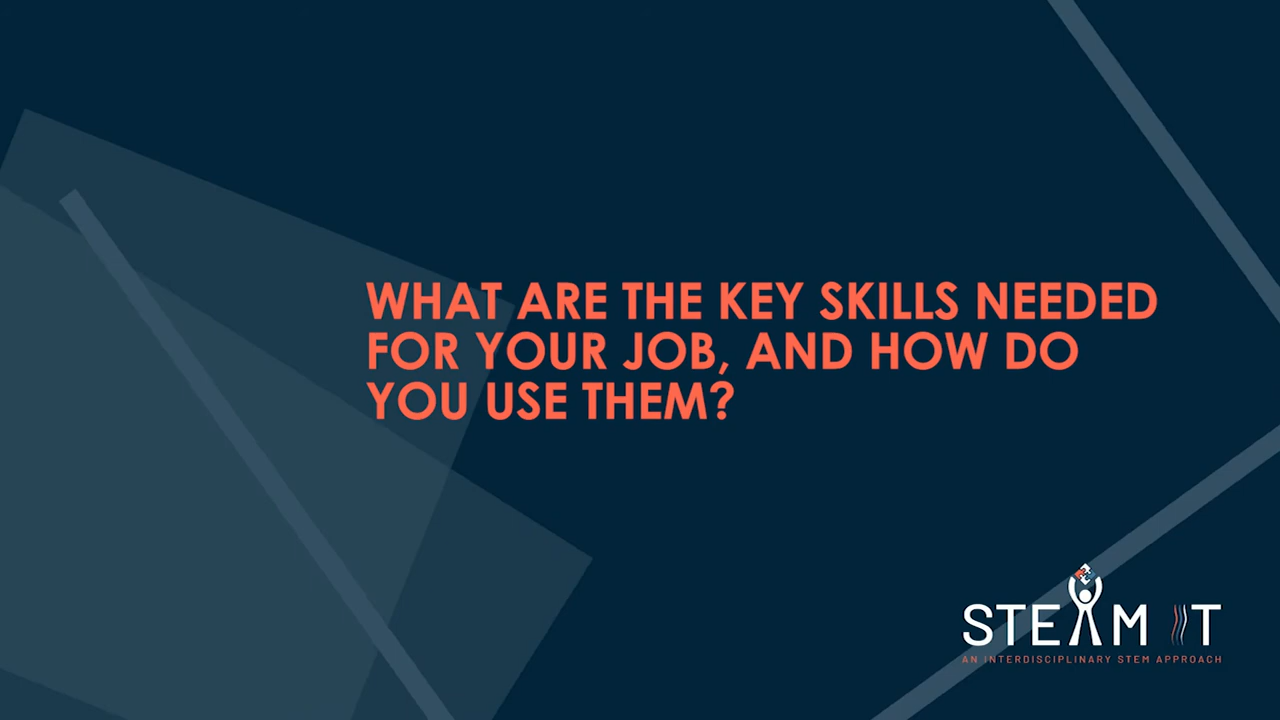 WHAT ARE THE KEY SKILLS NEEDED
FOR YOUR JOB, AND HOW DO
YOU USE THEM?
STEAM IT
AN INTERDISCIPLINARY STEM APPROACH